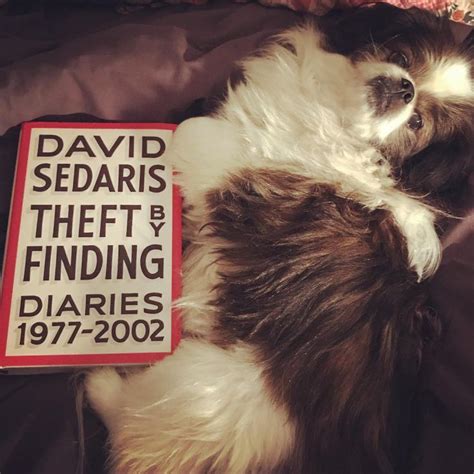 DAVID
SEDARIS
THEFT BY
FINDING
DIARIES
1977-2002